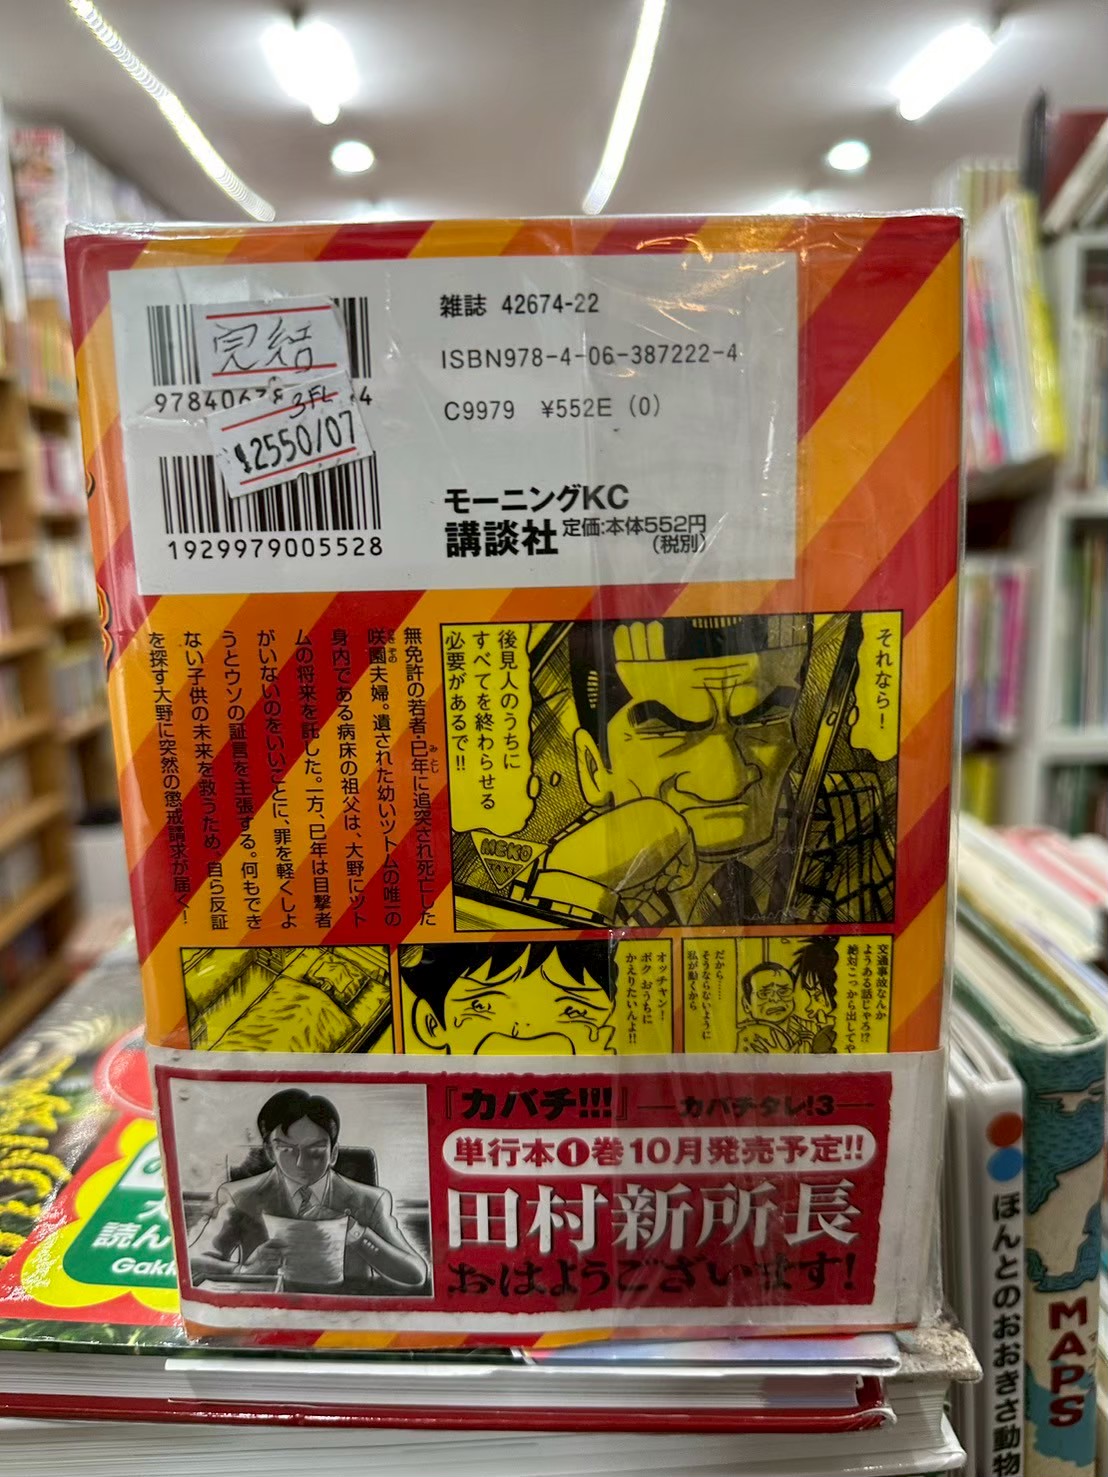 完結
9784063
4
3FL
¥2550/07
1929979005528
雑誌 42674-22
ISBN978-4-06-387222-4
C9979 ¥552E (0)
モーニングKC
講談社 定価:本体552円
(税別)
それなら!
後見人のうちに
すべてを終わらせる
必要があるで!!
MEKO
TAXI
無免許の若者・巳年に追突され死亡した
咲園夫婦。遺された幼いツトムの唯一の
身内である病床の祖父は、大野にツト
ムの将来を託した。一方、巳年は目撃者
がいないのをいいことに、罪を軽くしよ
うとウソの証言を主張する。何もでき
ない子供の未来を救うため、自ら反証
を探す大野に突然の懲戒請求が届く!
交通事故なんか
ようある話じゃろ!?
絶対こっから出してや
だから……
そうならないように
私が動くから
オッチャン!
ボク おうちに
かえりたいんよ!!
『カバチ!!!』—カバチタレ!3—
単行本1巻10月発売予定!!
田村新所長
おはようございます!
読ん
Gakk
ほんとのおおきさ動物
MAPS